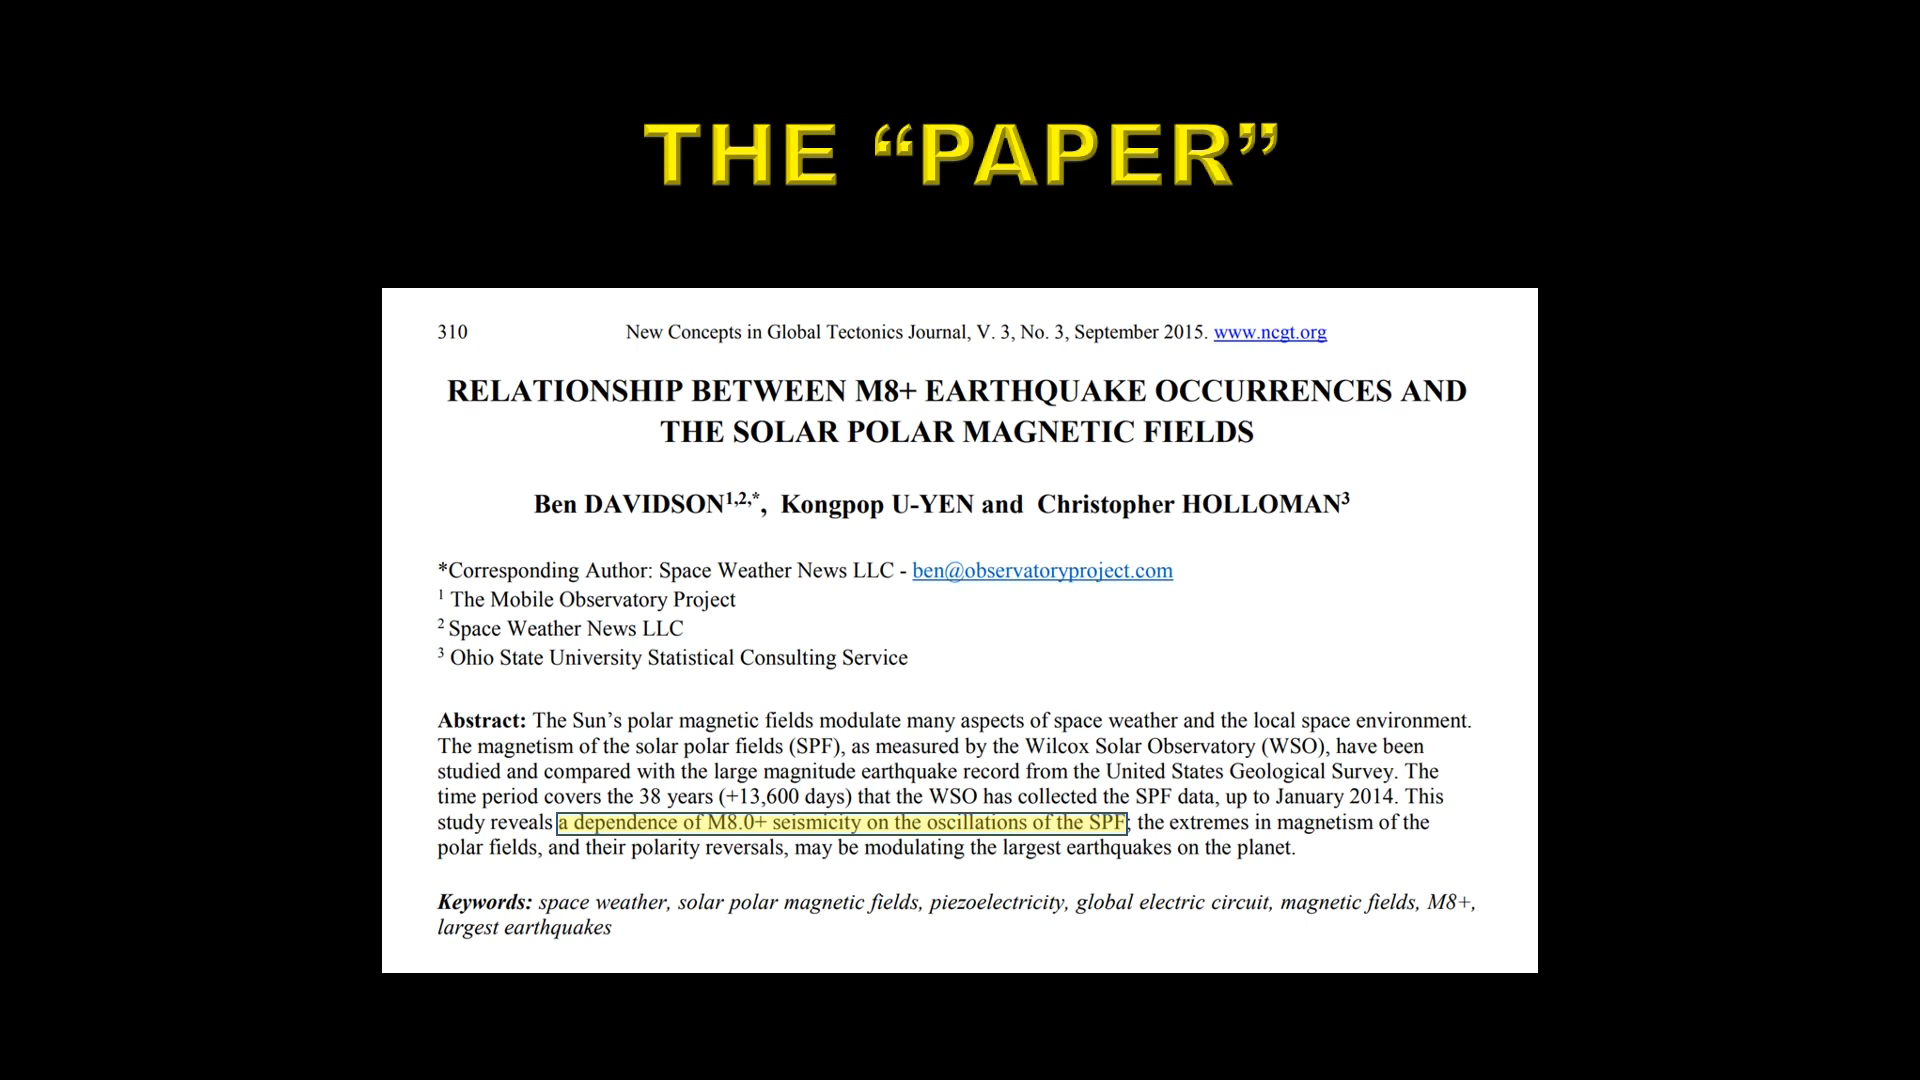 THE “PAPER”
310 New Concepts in Global Tectonics Journal, V. 3, No. 3, September 2015. www.ncgt.org
RELATIONSHIP BETWEEN M8+ EARTHQUAKE OCCURRENCES AND
THE SOLAR POLAR MAGNETIC FIELDS
Ben DAVIDSON1,2,*, Kongpop U-YEN and Christopher HOLLOMAN3
*Corresponding Author: Space Weather News LLC - ben@observatoryproject.com
1 The Mobile Observatory Project
2 Space Weather News LLC
3 Ohio State University Statistical Consulting Service
Abstract: The Sun’s polar magnetic fields modulate many aspects of space weather and the local space environment.
The magnetism of the solar polar fields (SPF), as measured by the Wilcox Solar Observatory (WSO), have been
studied and compared with the large magnitude earthquake record from the United States Geological Survey. The
time period covers the 38 years (+13,600 days) that the WSO has collected the SPF data, up to January 2014. This
study reveals a dependence of M8.0+ seismicity on the oscillations of the SPF; the extremes in magnetism of the
polar fields, and their polarity reversals, may be modulating the largest earthquakes on the planet.
Keywords: space weather, solar polar magnetic fields, piezoelectricity, global electric circuit, magnetic fields, M8+,
largest earthquakes